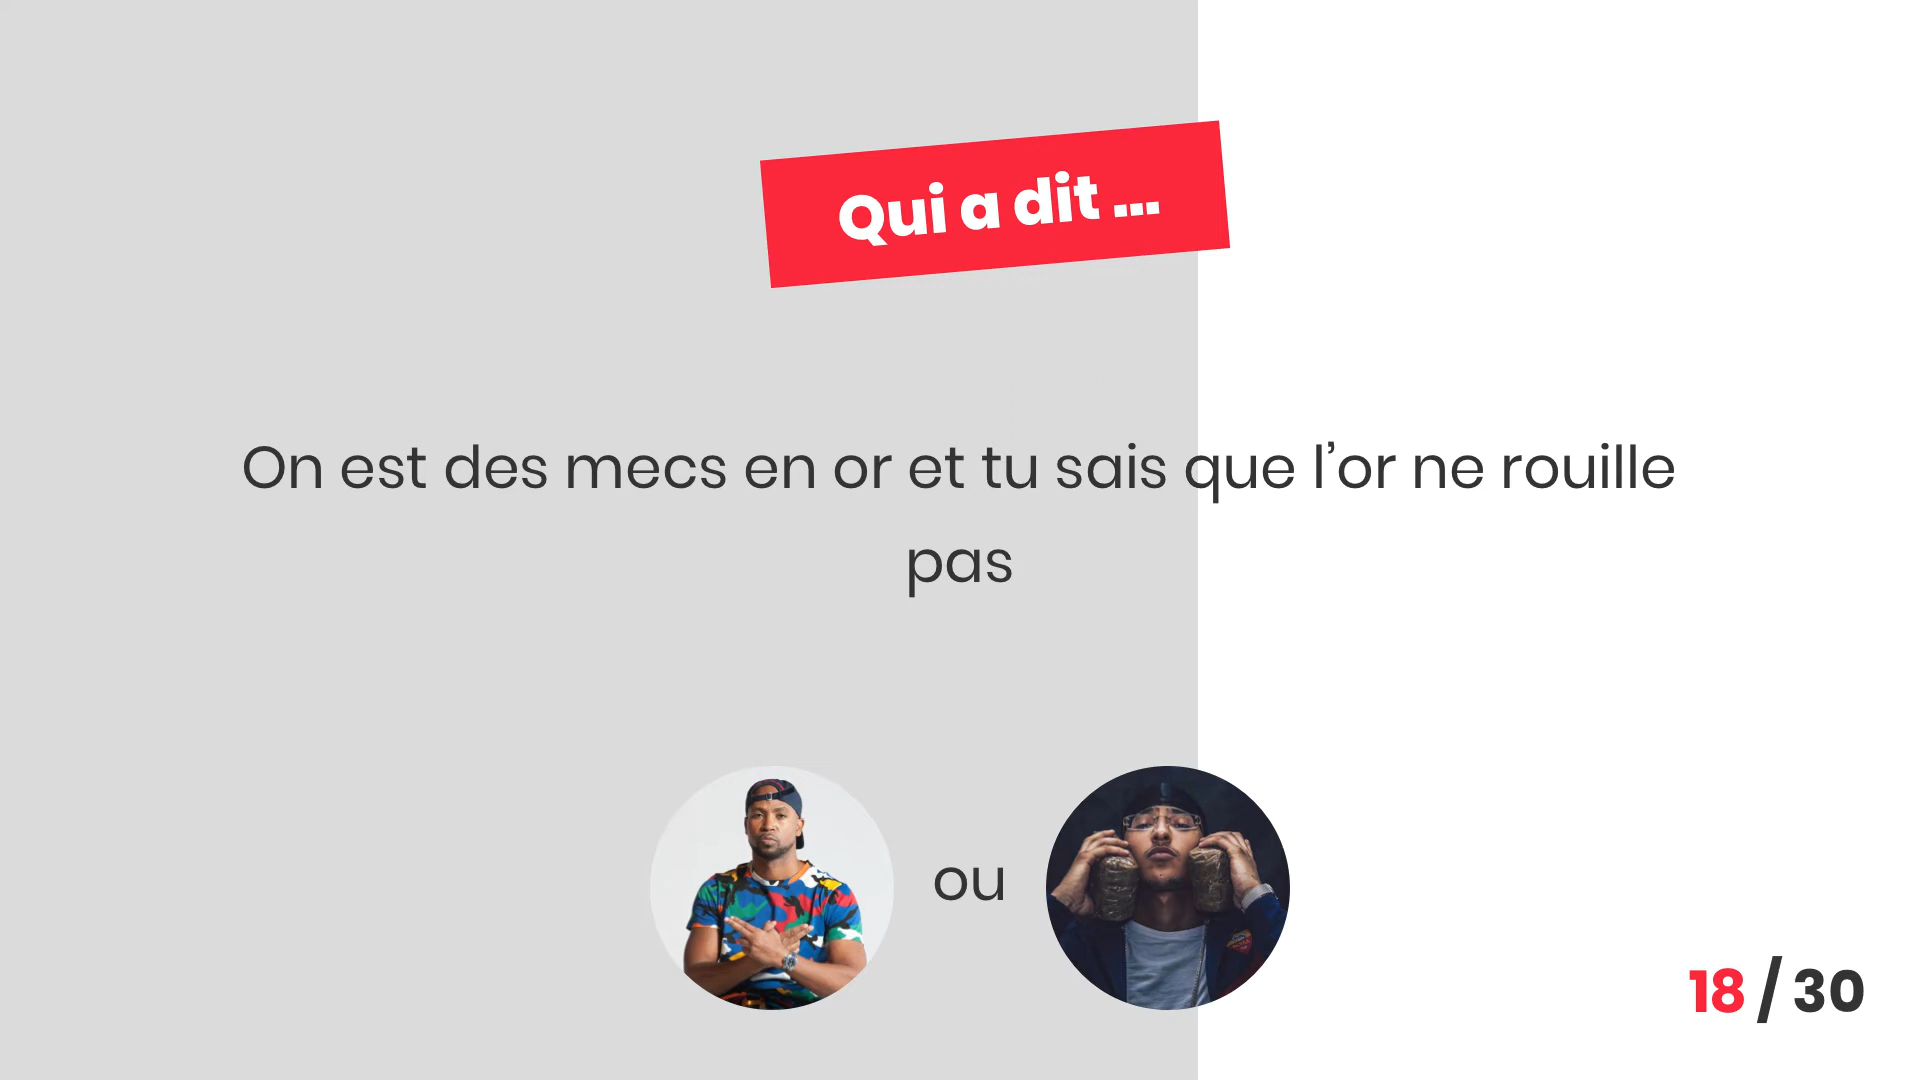 Qui a dit ...
On est des mecs en or et tu sais que l’or ne rouille
pas
ou
18 / 30